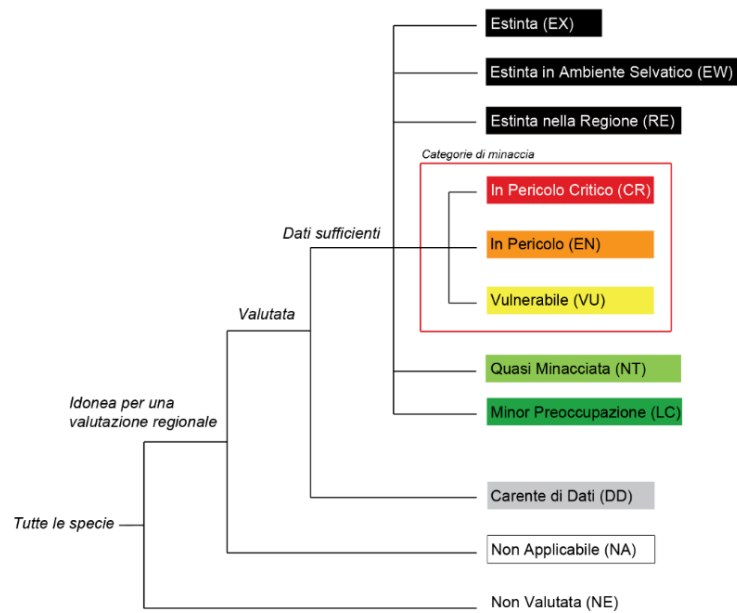 Estinta (EX)
Estinta in Ambiente Selvatico (EW)
Estinta nella Regione (RE)
Categorie di minaccia
In Pericolo Critico (CR)
Dati sufficienti
In Pericolo (EN)
Vulnerabile (VU)
Valutata
Quasi Minacciata (NT)
Idonea per una
valutazione regionale
Minor Preoccupazione (LC)
Carente di Dati (DD)
Tutte le specie
Non Applicabile (NA)
Non Valutata (NE)